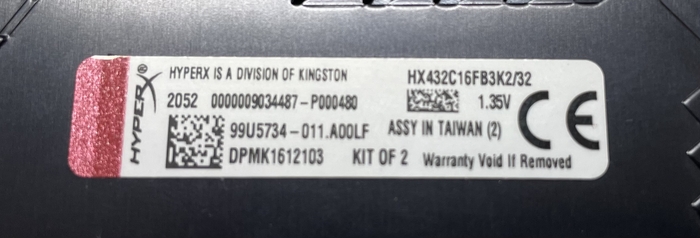 HYPERX®
HYPERX IS A DIVISION OF KINGSTON
HX432C16FB3K2/32
2052 0000009034487-P000480
1.35V
CE
99U5734-011.A00LF
ASSY IN TAIWAN (2)
DPMK1612103
KIT OF 2
Warranty Void If Removed